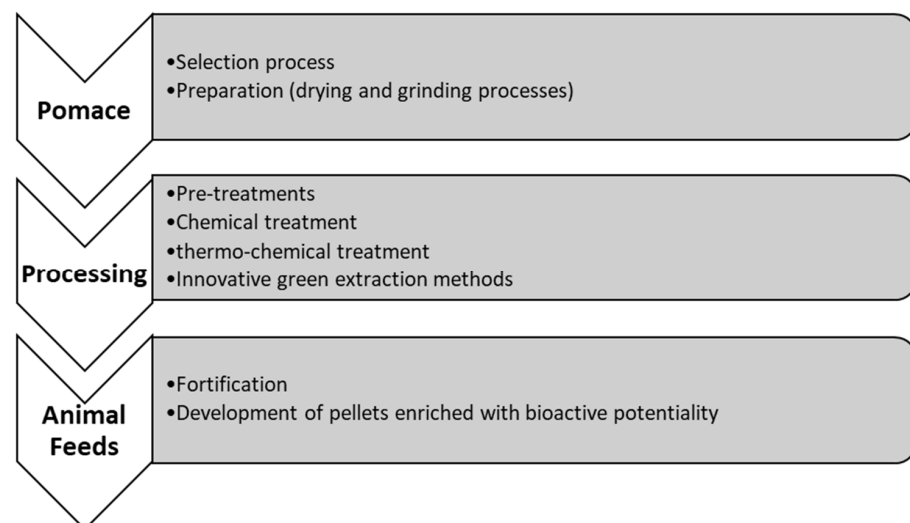 Pomace
•Selection process
•Preparation (drying and grinding processes)
Processing
•Pre-treatments
•Chemical treatment
•thermo-chemical treatment
•Innovative green extraction methods
Animal
Feeds
•Fortification
•Development of pellets enriched with bioactive potentiality